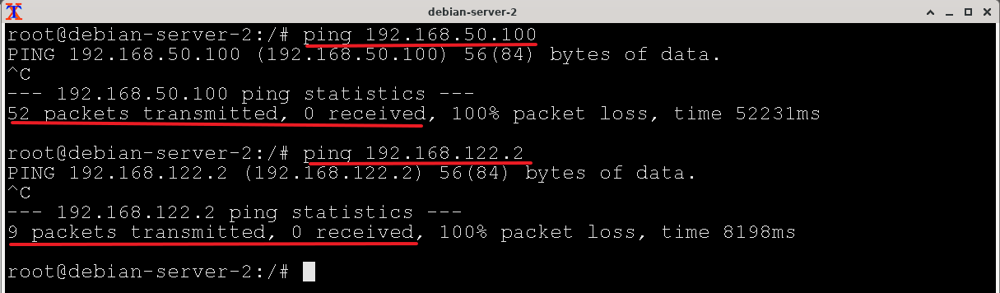 debian-server-2
root@debian-server-2:/# ping 192.168.50.100
PING 192.168.50.100 (192.168.50.100) 56(84) bytes of data.
^C
--- 192.168.50.100 ping statistics ---
52 packets transmitted, 0 received, 100% packet loss, time 52231ms
root@debian-server-2:/# ping 192.168.122.2
PING 192.168.122.2 (192.168.122.2) 56(84) bytes of data.
^C
--- 192.168.122.2 ping statistics ---
9 packets transmitted, 0 received, 100% packet loss, time 8198ms
root@debian-server-2:/#